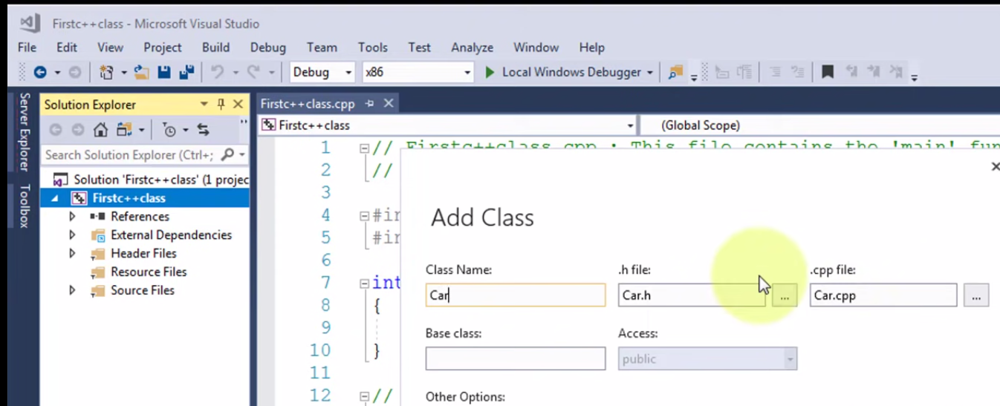 Firstc++class - Microsoft Visual Studio
File Edit View Project Build Debug Team Tools Test Analyze Window Help
Debug x86 Local Windows Debugger
Server Explorer
Toolbox
Solution Explorer
Search Solution Explorer (Ctrl+;
Solution 'Firstc++class' (1 projec
Firstc++class
References
External Dependencies
Header Files
Resource Files
Source Files
Firstc++class.cpp
Firstc++class (Global Scope)
1 // Firstc++class.cpp : This file contains the 'main' fun
2 //
3
4 #in
5 #in
6
7 int
8 {
9
10 }
11
12 //
Add Class
Class Name: .h file: .cpp file:
Car Car.h ... Car.cpp ...
Base class: Access:
public
Other Options: